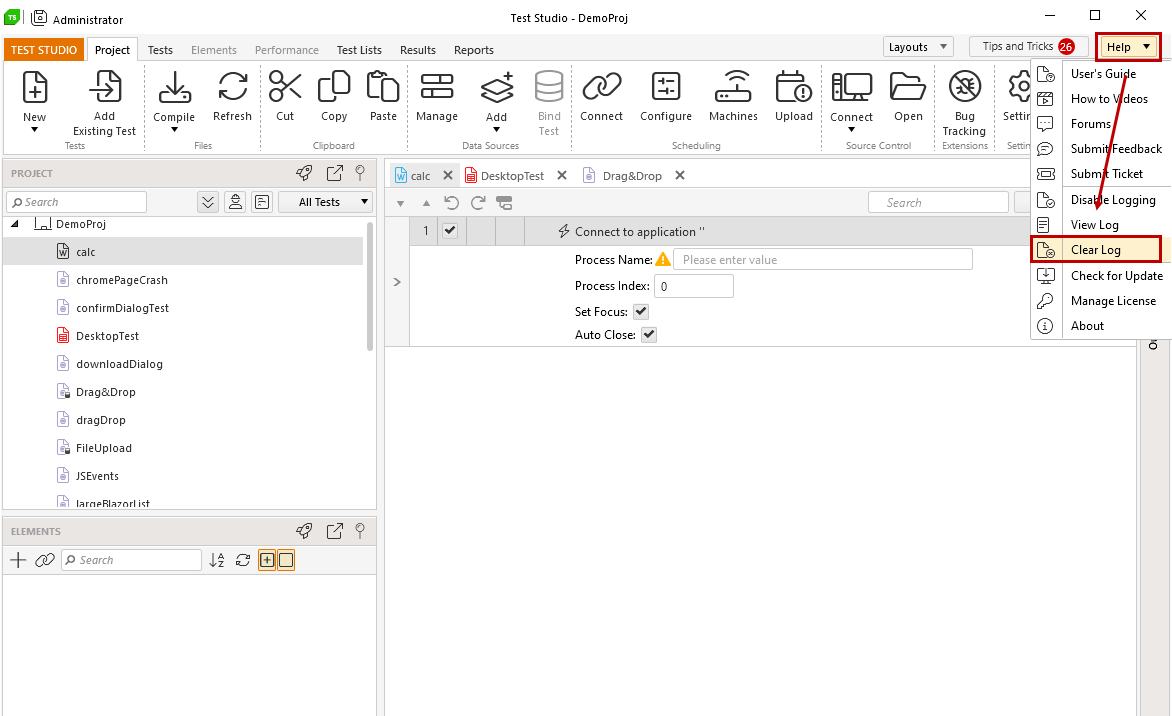 TS Administrator
Test Studio - DemoProj
TEST STUDIO Project Tests Elements Performance Test Lists Results Reports Layouts Tips and Tricks 26 Help
New
Add
Existing Test
Tests
Compile
Refresh
Files
Cut
Copy
Paste
Clipboard
Manage
Add
Bind
Test
Data Sources
Connect
Configure
Machines
Upload
Scheduling
Connect
Open
Source Control
Bug
Tracking
Extensions
User's Guide
How to Videos
Forums
Submit Feedback
Submit Ticket
Disable Logging
View Log
Clear Log
Check for Update
Manage License
About
PROJECT
Search All Tests
DemoProj
calc
chromePageCrash
confirmDialogTest
DesktopTest
downloadDialog
Drag&Drop
dragDrop
FileUpload
JSEvents
largeBlazorList
ELEMENTS
Search
calc DesktopTest Drag&Drop
Search
1 Connect to application ''
Process Name: Please enter value
Process Index: 0
Set Focus:
Auto Close: